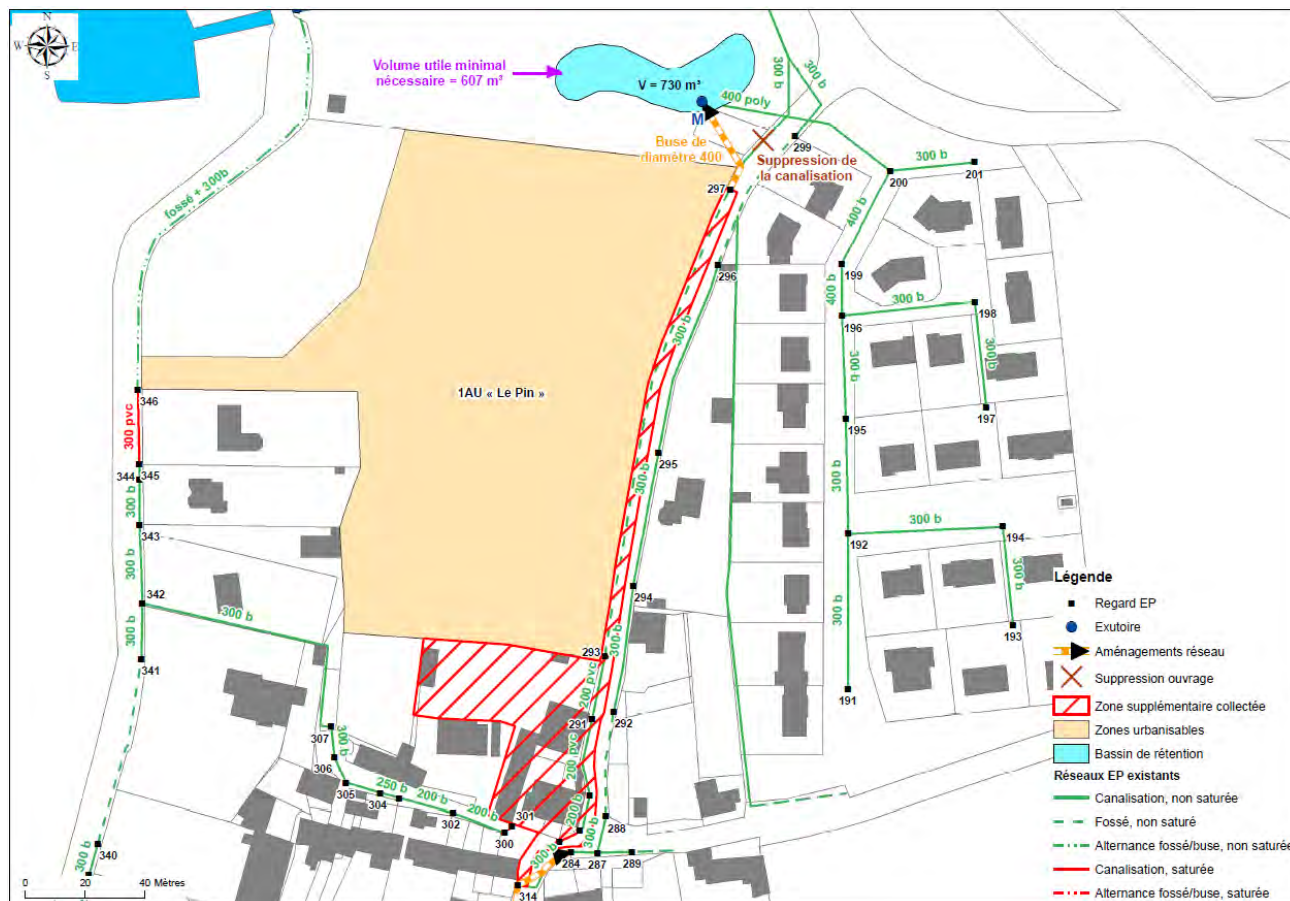 N
W
E
S
Volume utile minimal
nécessaire = 607 m³
V = 730 m³
M
400 poly
300 b
300 b
Buse de
diamètre 400
Suppression de
la canalisation
299
300 b
201
200
400 b
297
fossé + 300b
296
199
400 b
300 b
198
196
300 b
300 b
300 b
1AU « Le Pin »
346
300 pvc
197
195
295
344
345
300 b
300 b
300 b
343
192
300 b
194
300 b
300 b
294
300 b
342
300 b
300 b
341
293
300 b
193
200 pvc
191
291
292
307
300 b
200 pvc
306
305
250 b
304
200 b
302
200 b
301
300
200 b
288
300 b
300 b
284
287
289
314
340
300 b
0
20
40 Mètres
Légende
Regard EP
Exutoire
Aménagements réseau
Suppression ouvrage
Zone supplémentaire collectée
Zones urbanisables
Bassin de rétention
Réseaux EP existants
Canalisation, non saturée
Fossé, non saturé
Alternance fossé/buse, non saturée
Canalisation, saturée
Alternance fossé/buse, saturée